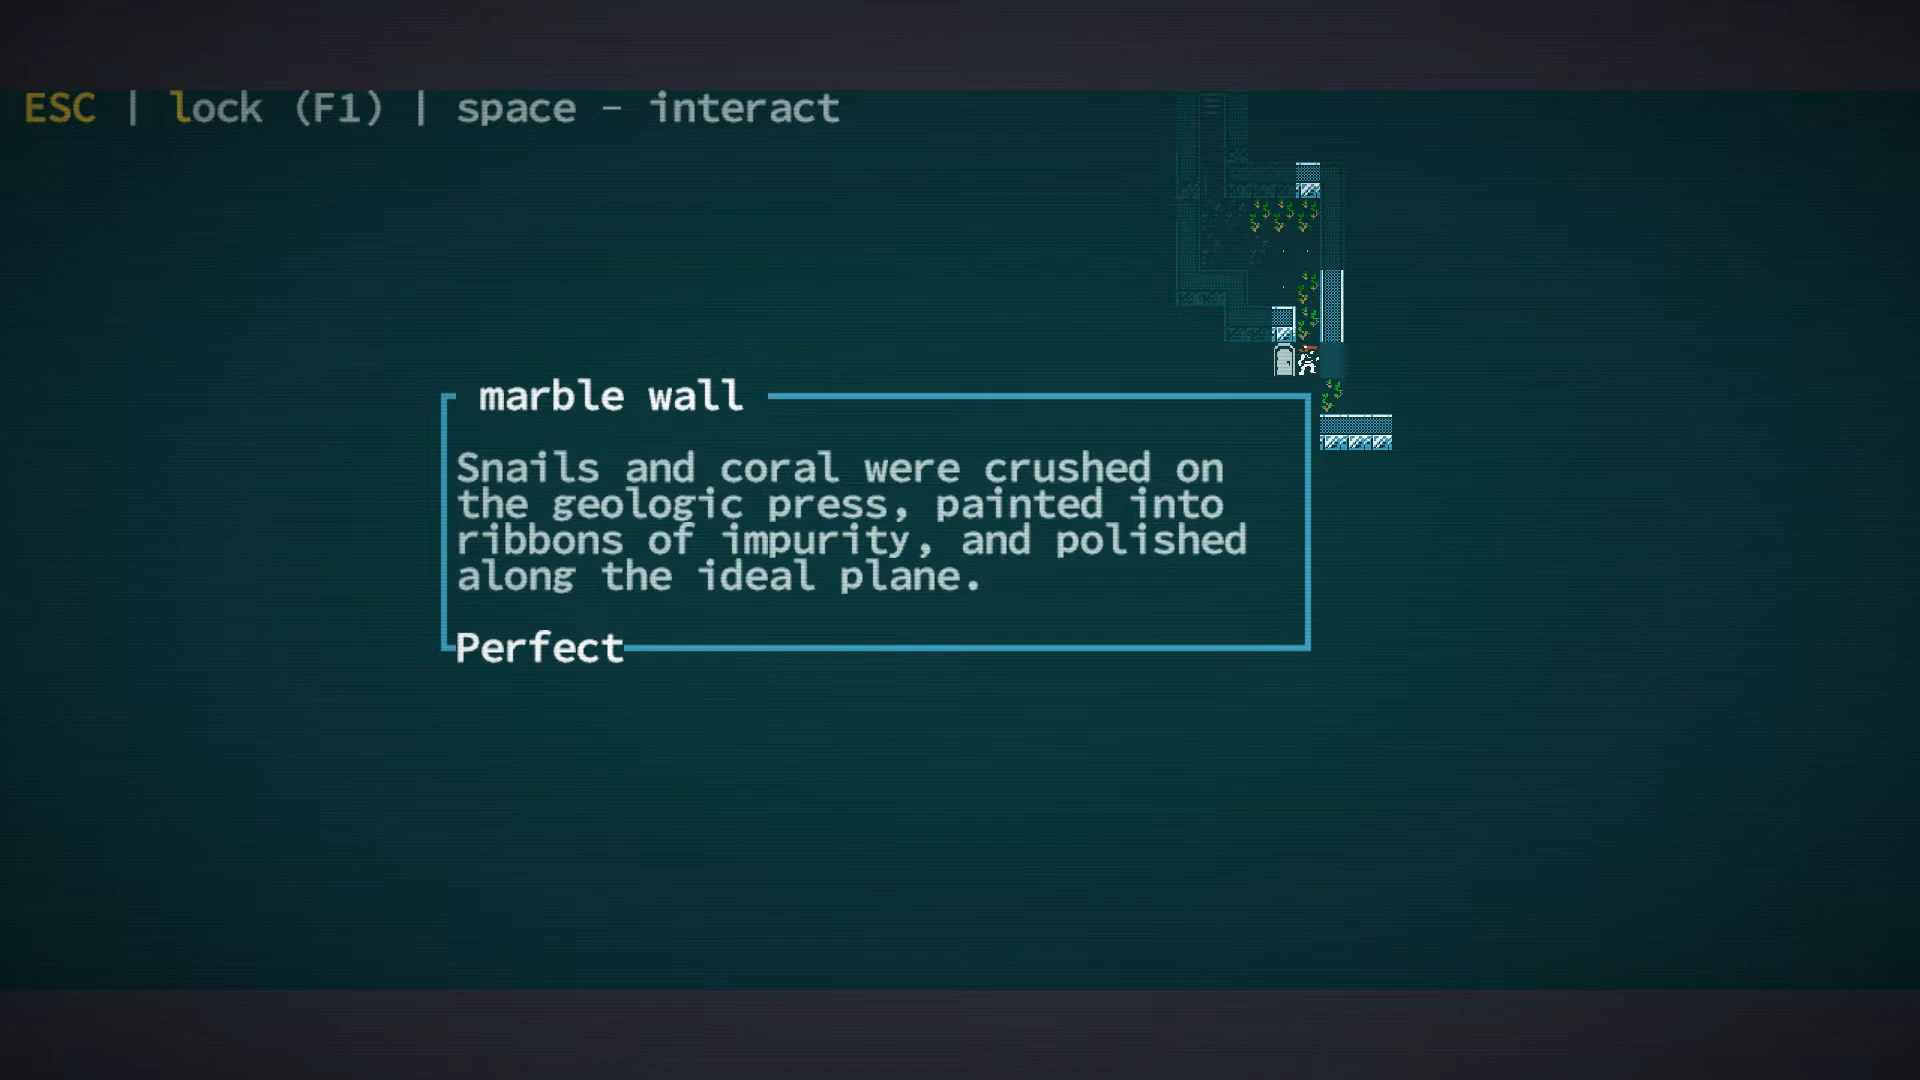 ESC | lock (F1) | space - interact
marble wall
Snails and coral were crushed on
the geologic press, painted into
ribbons of impurity, and polished
along the ideal plane.
Perfect